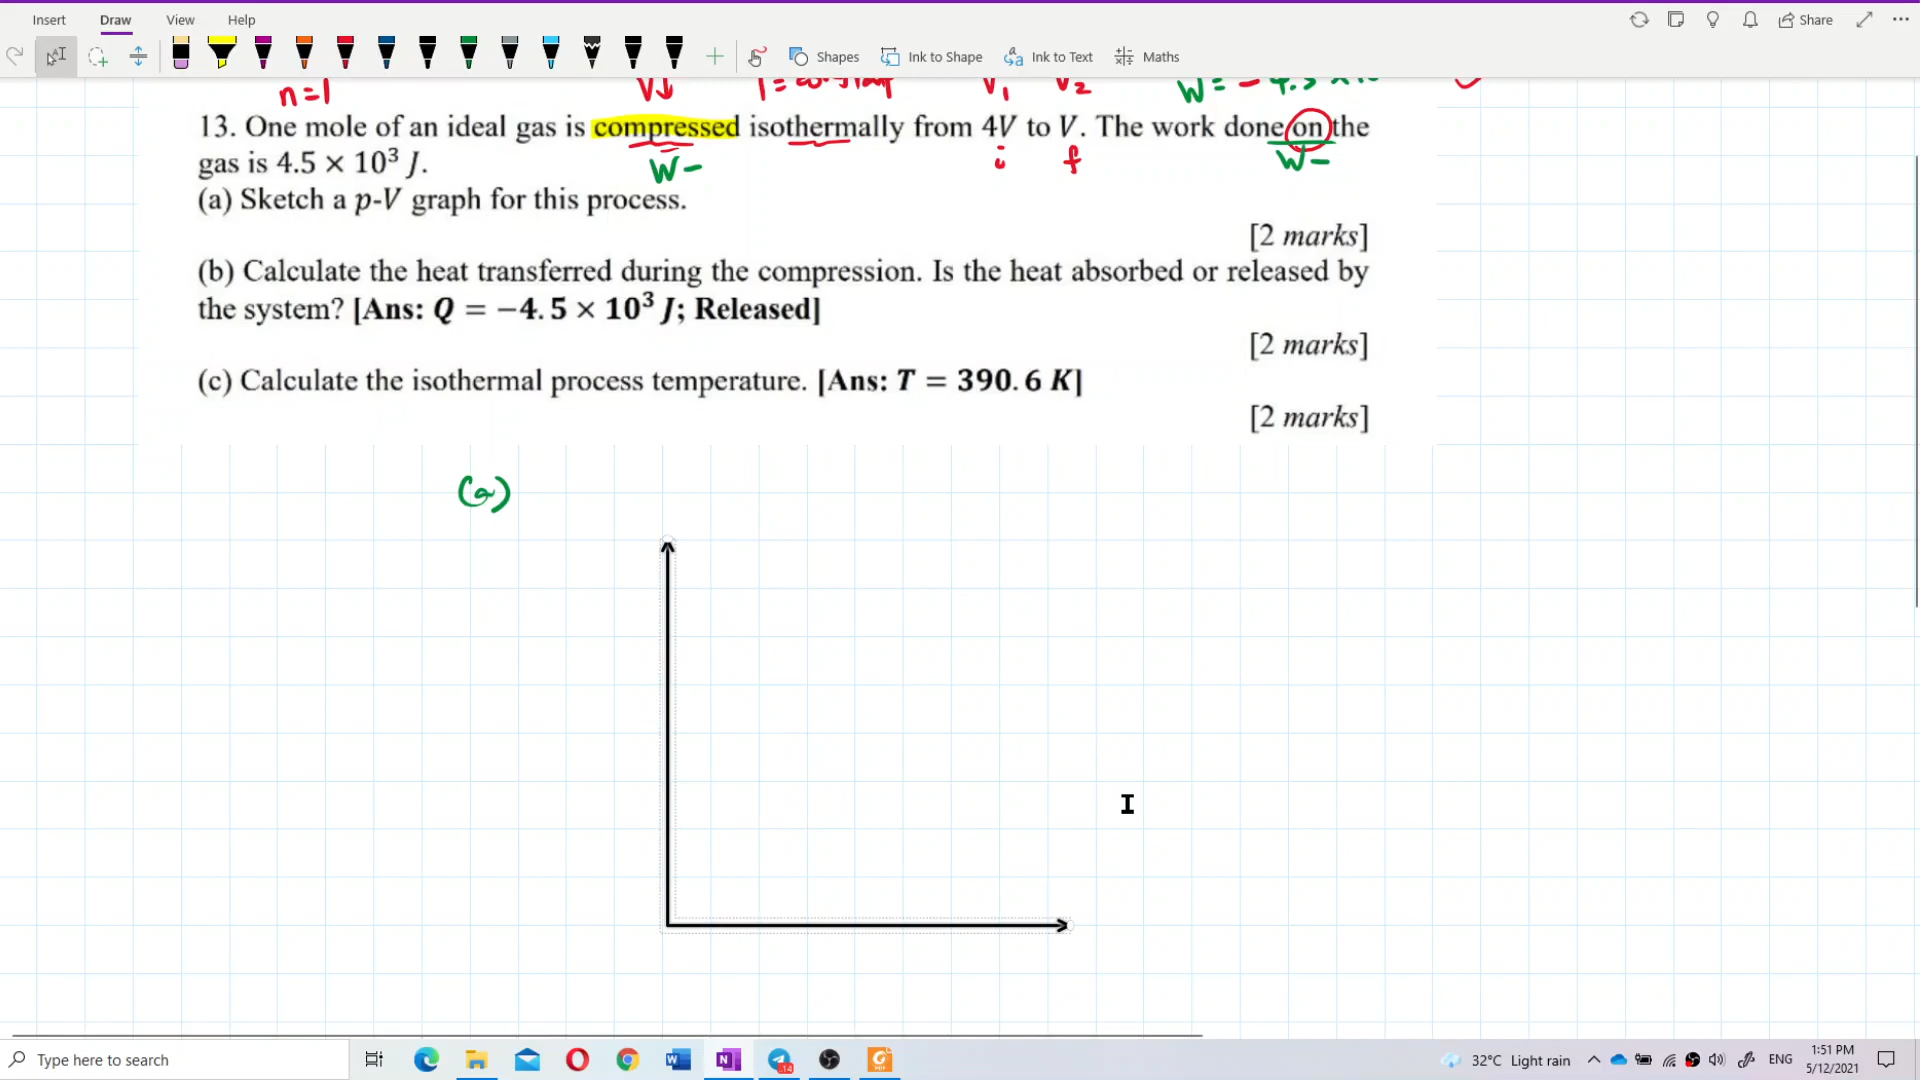 Insert Draw View Help Share
Shapes Ink to Shape Ink to Text Maths
n=1 V↓ V1 V2 W= -4.5
13. One mole of an ideal gas is compressed isothermally from 4V to V. The work done on the
gas is 4.5 × 10³ J.
W- i f W-
(a) Sketch a p-V graph for this process.
[2 marks]
(b) Calculate the heat transferred during the compression. Is the heat absorbed or released by
the system? [Ans: Q = −4.5 × 10³ J; Released]
[2 marks]
(c) Calculate the isothermal process temperature. [Ans: T = 390.6 K]
[2 marks]
(a)
Type here to search 32°C Light rain ENG 1:51 PM
5/12/2021